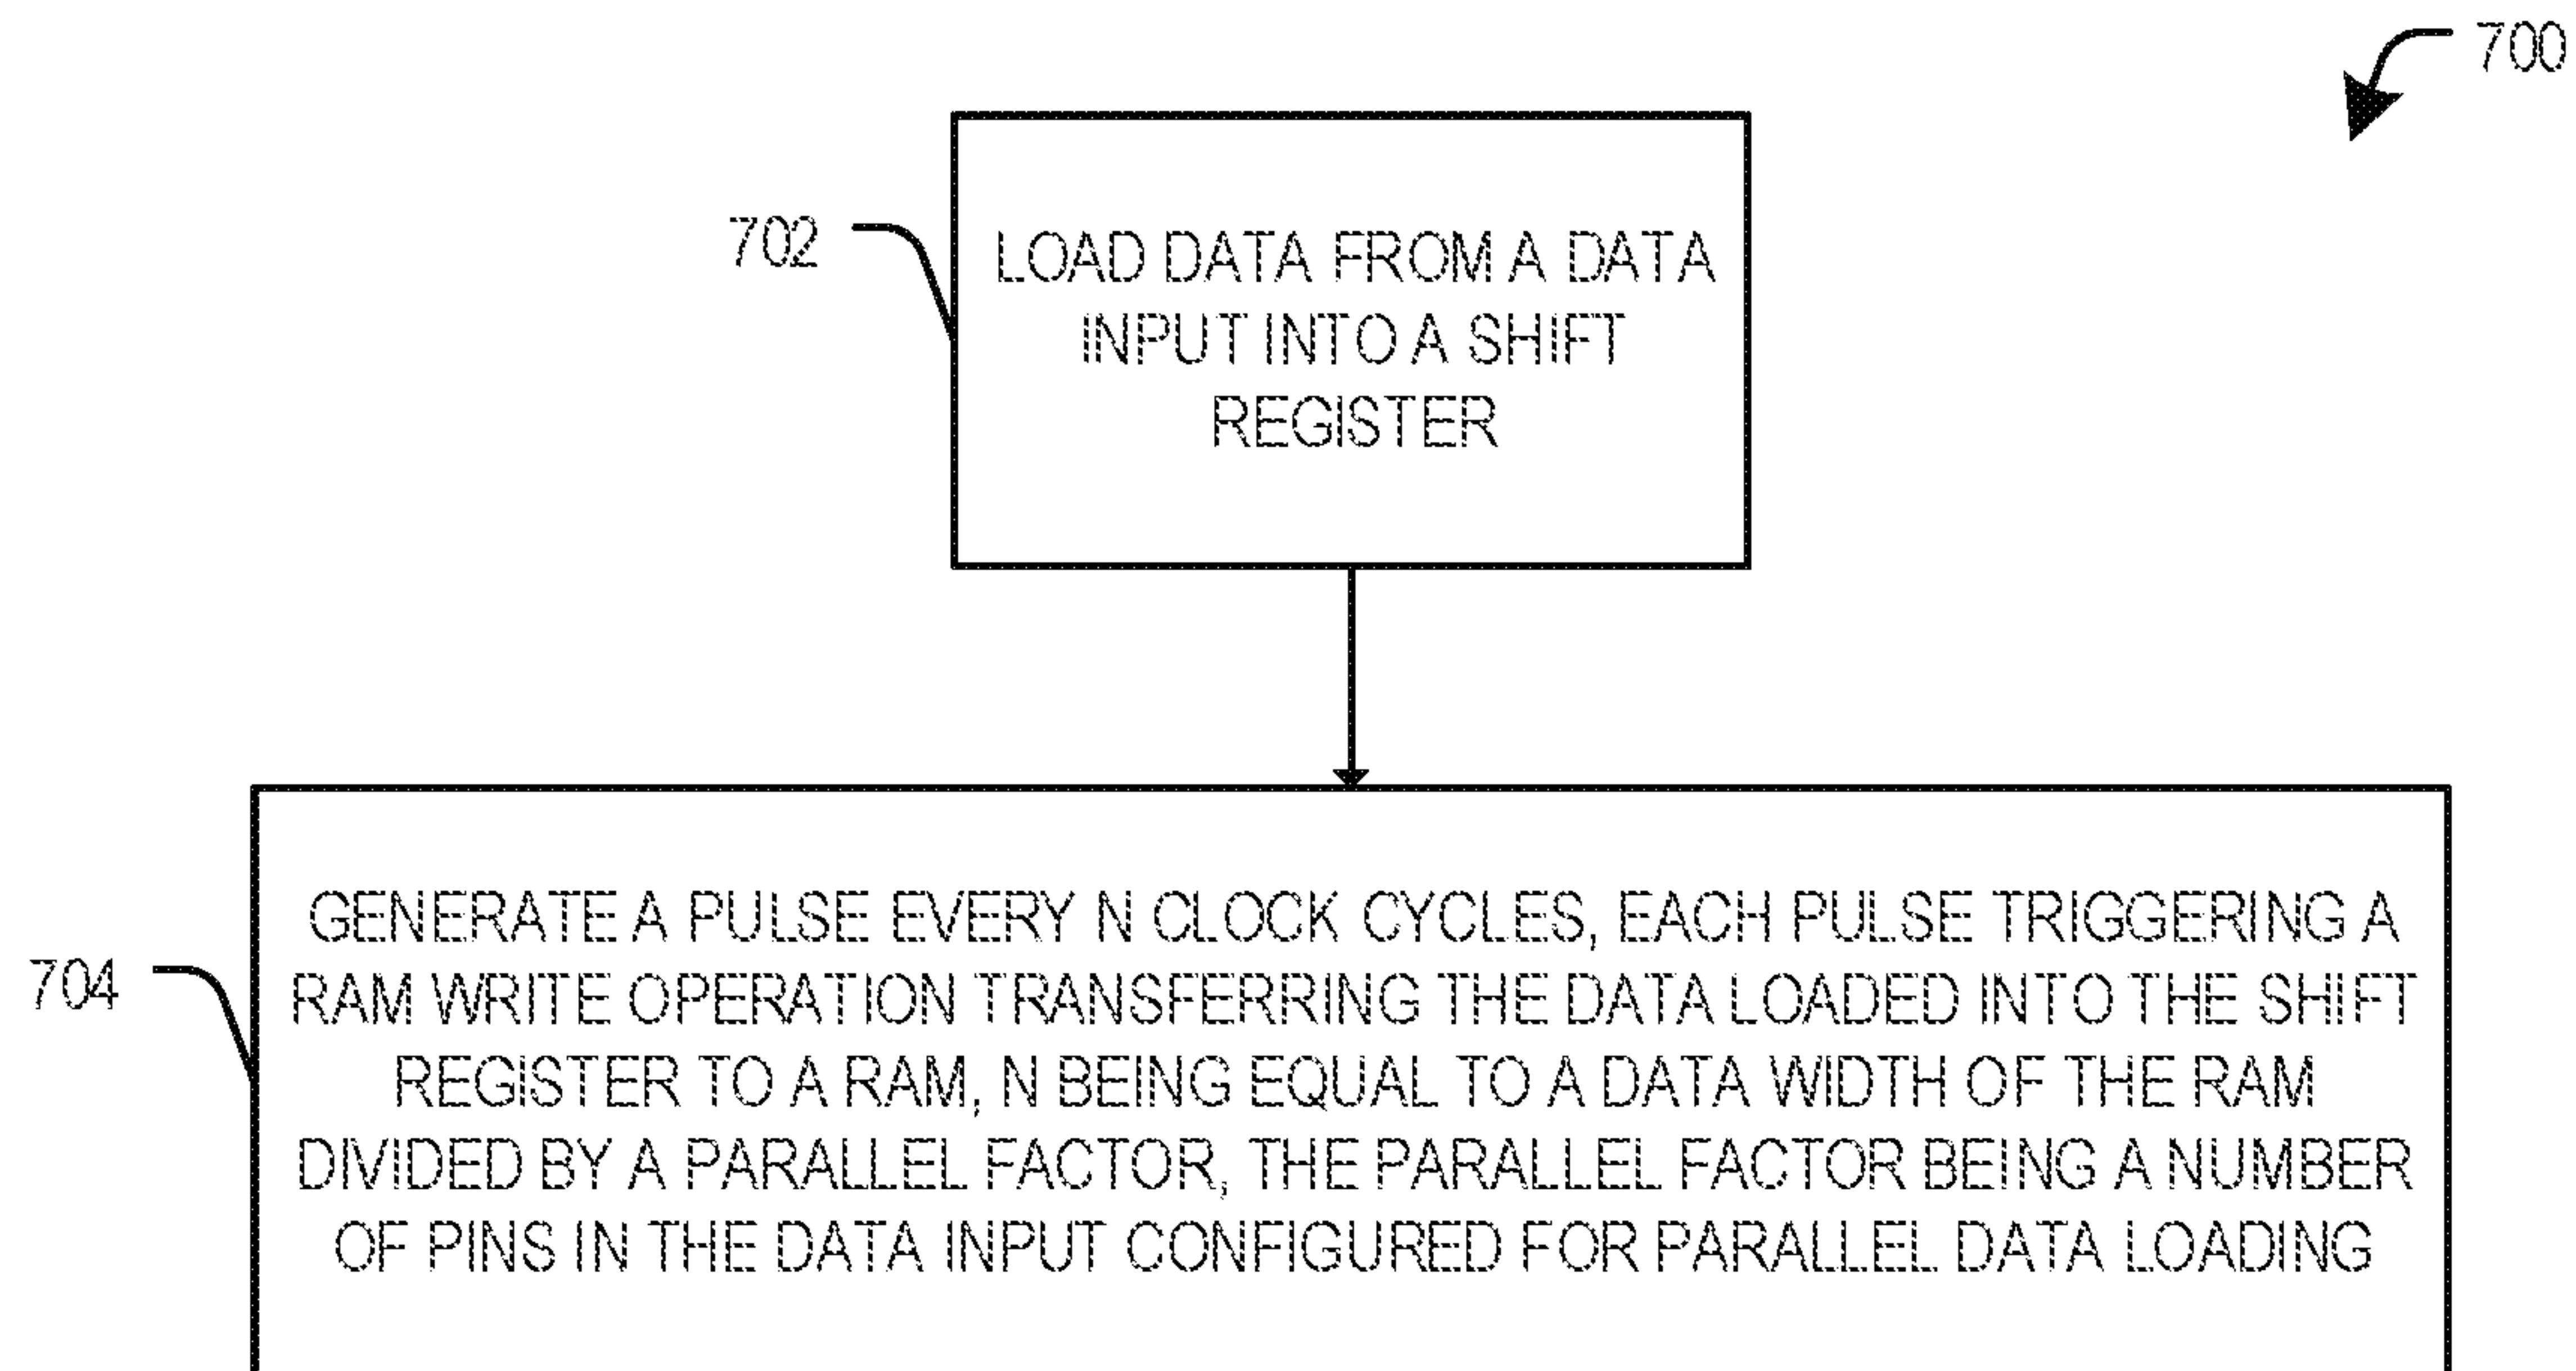 700
702
LOAD DATA FROM A DATA
INPUT INTO A SHIFT
REGISTER
704
GENERATE A PULSE EVERY N CLOCK CYCLES, EACH PULSE TRIGGERING A
RAM WRITE OPERATION TRANSFERRING THE DATA LOADED INTO THE SHIFT
REGISTER TO A RAM, N BEING EQUAL TO A DATA WIDTH OF THE RAM
DIVIDED BY A PARALLEL FACTOR, THE PARALLEL FACTOR BEING A NUMBER
OF PINS IN THE DATA INPUT CONFIGURED FOR PARALLEL DATA LOADING